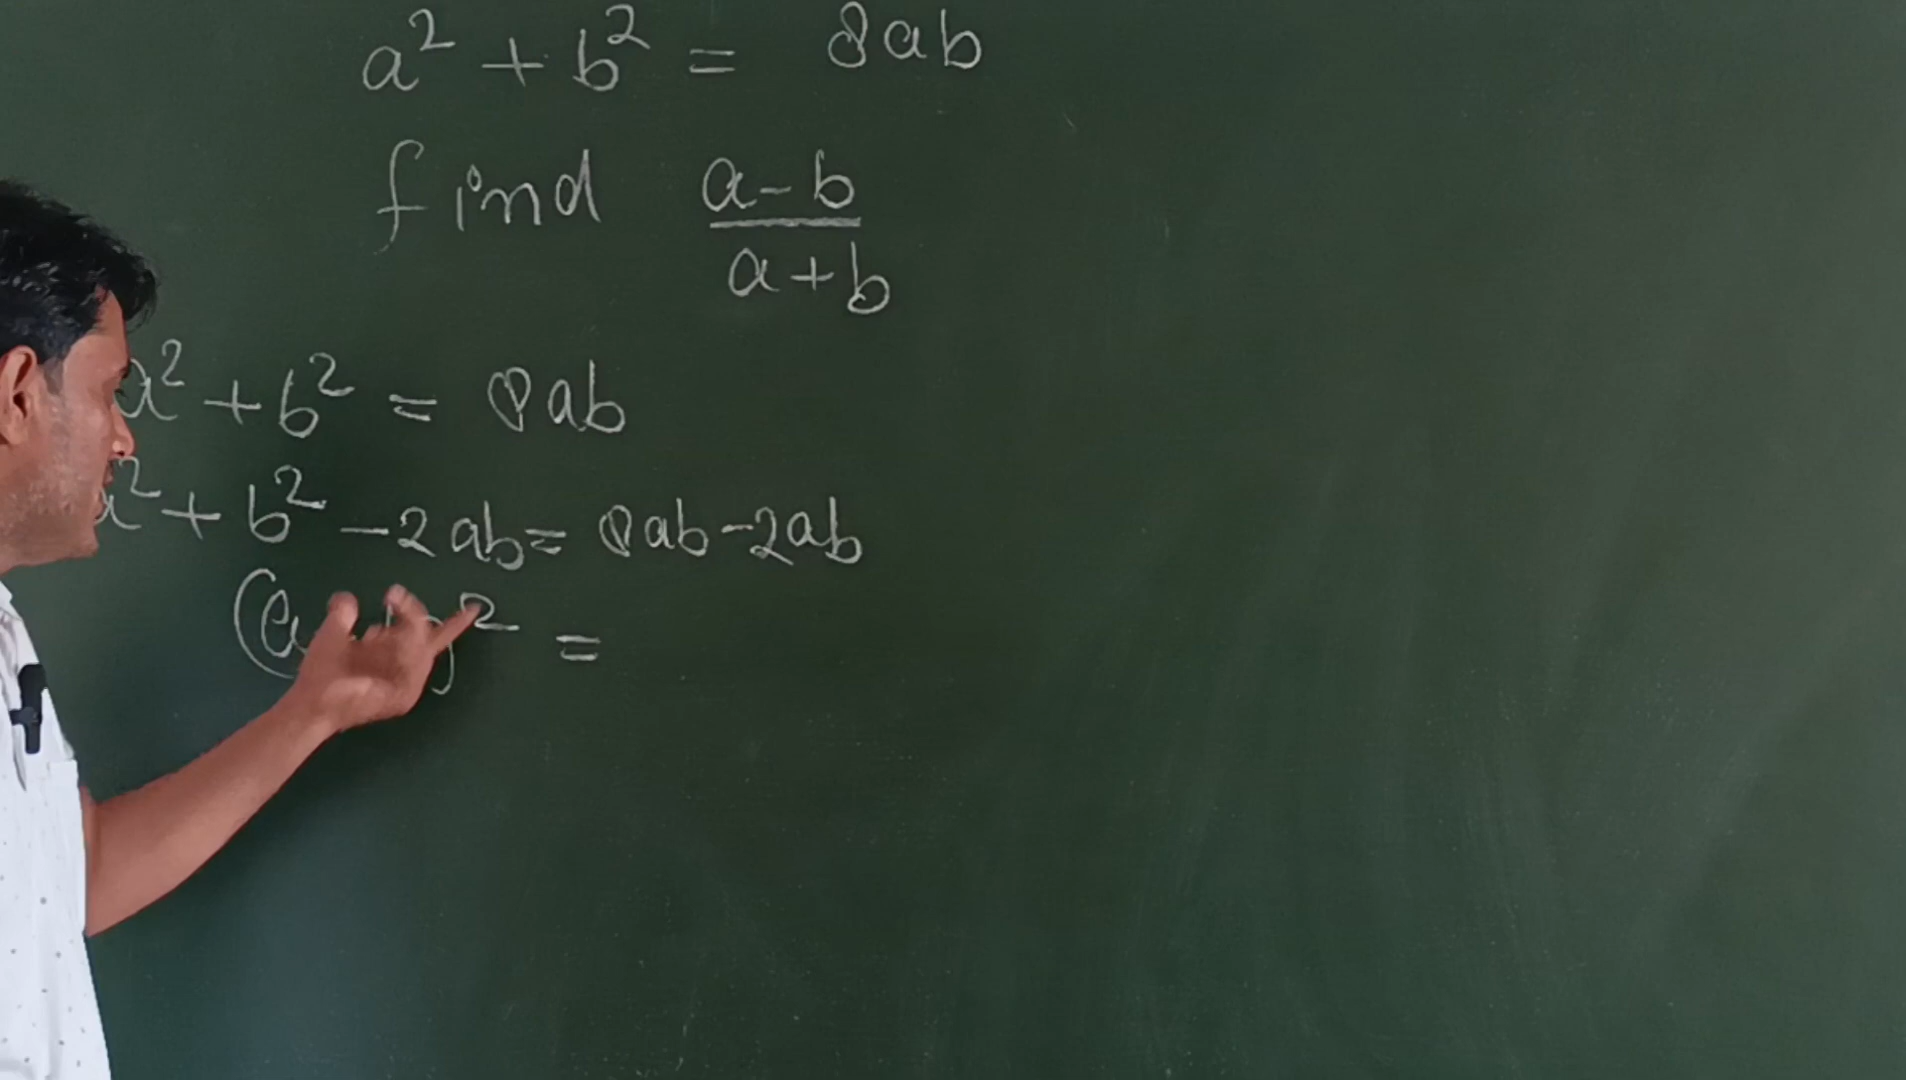 a² + b² = 8ab
find (a-b)/(a+b)
a² + b² = 8ab
a² + b² - 2ab = 8ab - 2ab
(a b)² =